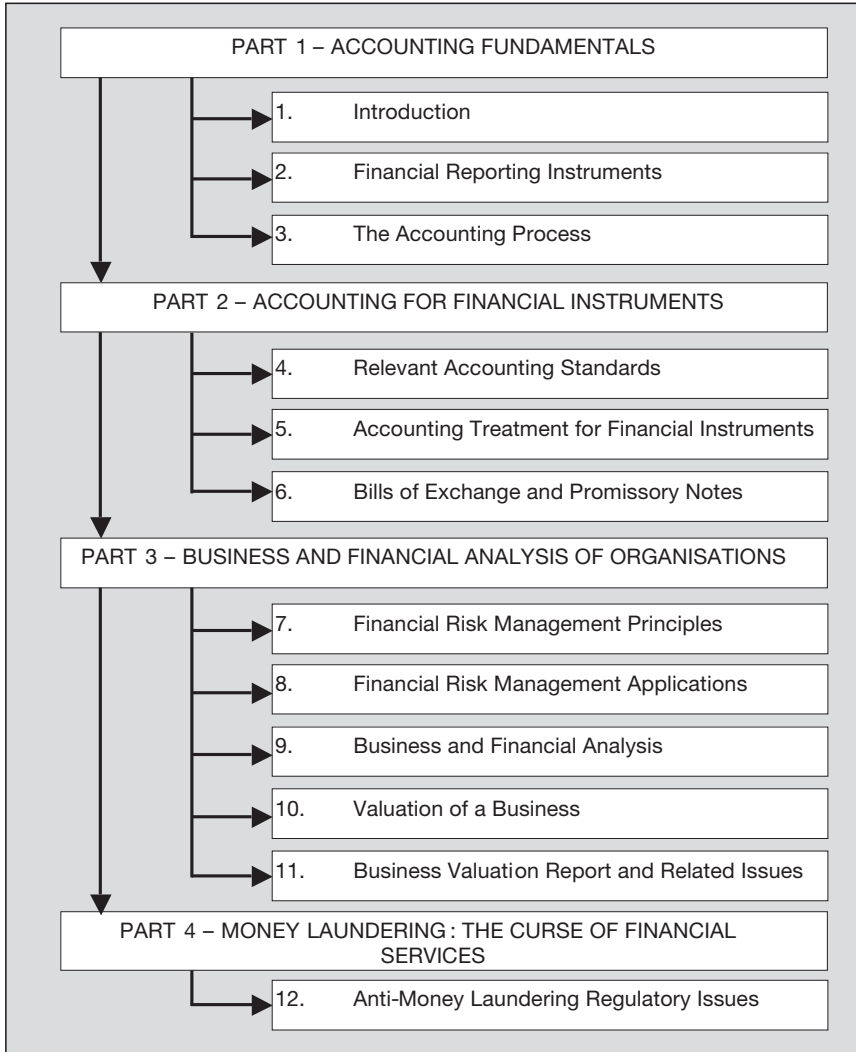 PART 1 – ACCOUNTING FUNDAMENTALS
1. Introduction
2. Financial Reporting Instruments
3. The Accounting Process
PART 2 – ACCOUNTING FOR FINANCIAL INSTRUMENTS
4. Relevant Accounting Standards
5. Accounting Treatment for Financial Instruments
6. Bills of Exchange and Promissory Notes
PART 3 – BUSINESS AND FINANCIAL ANALYSIS OF ORGANISATIONS
7. Financial Risk Management Principles
8. Financial Risk Management Applications
9. Business and Financial Analysis
10. Valuation of a Business
11. Business Valuation Report and Related Issues
PART 4 – MONEY LAUNDERING : THE CURSE OF FINANCIAL
SERVICES
12. Anti-Money Laundering Regulatory Issues